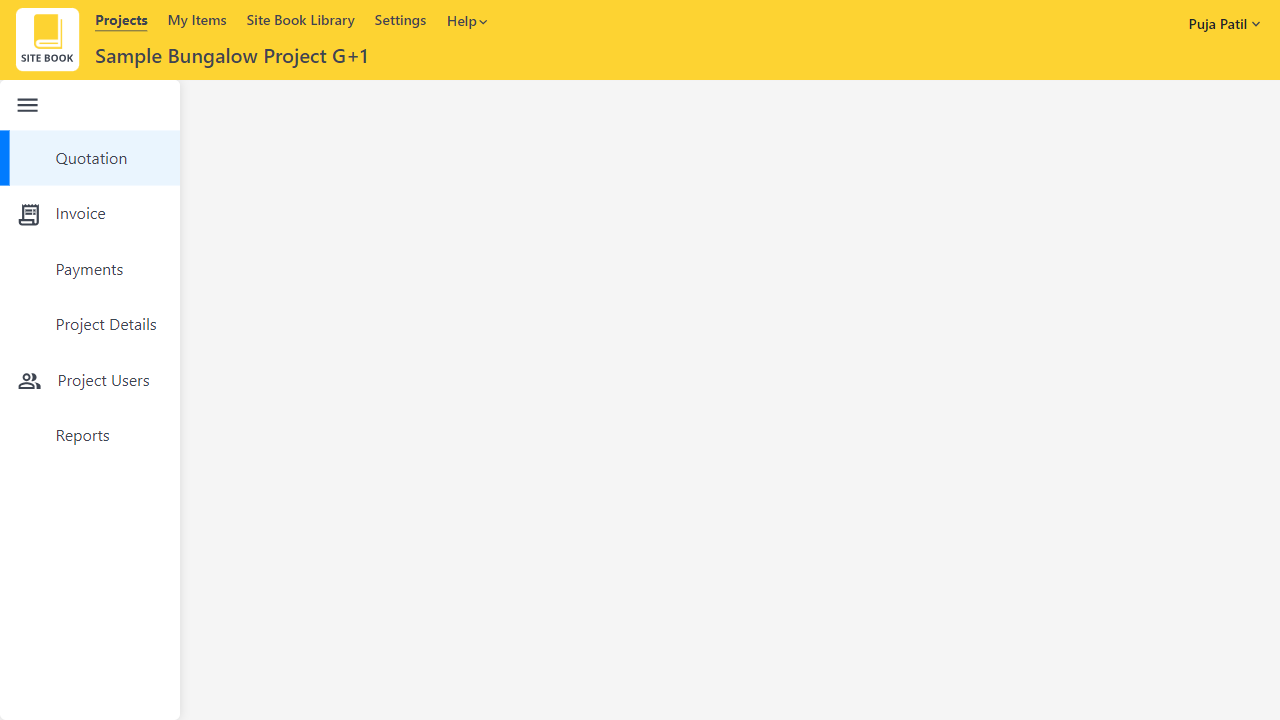 Projects My Items Site Book Library Settings Help
Puja Patil
SITE BOOK
Sample Bungalow Project G+1
Quotation
Invoice
Payments
Project Details
Project Users
Reports